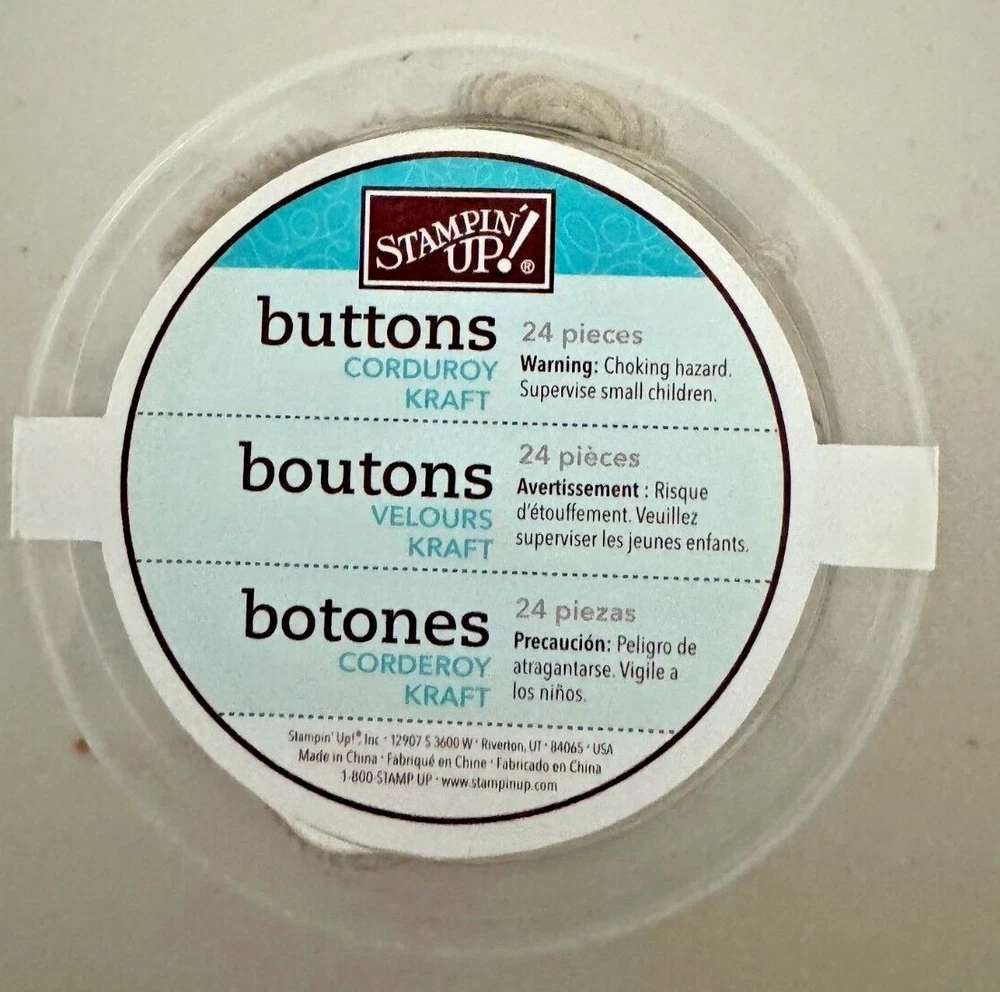 STAMPIN' UP!®
buttons
CORDUROY
KRAFT
24 pieces
Warning: Choking hazard.
Supervise small children.
boutons
VELOURS
KRAFT
24 pièces
Avertissement : Risque
d'étouffement. Veuillez
superviser les jeunes enfants.
botones
CORDEROY
KRAFT
24 piezas
Precaución: Peligro de
atragantarse. Vigile a
los niños.
Stampin' Up!®, Inc · 12907 S 3600 W · Riverton, UT · 84065 · USA
Made in China · Fabriqué en Chine · Fabricado en China
1-800-STAMP UP · www.stampinup.com